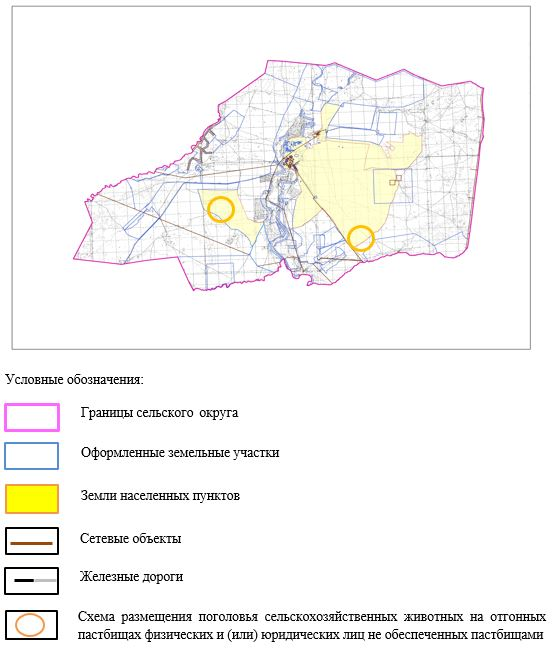 Условные обозначения:
Границы сельского округа
Оформленные земельные участки
Земли населенных пунктов
Сетевые объекты
Железные дороги
Схема размещения поголовья сельскохозяйственных животных на отгонных
пастбищах физических и (или) юридических лиц не обеспеченных пастбищами